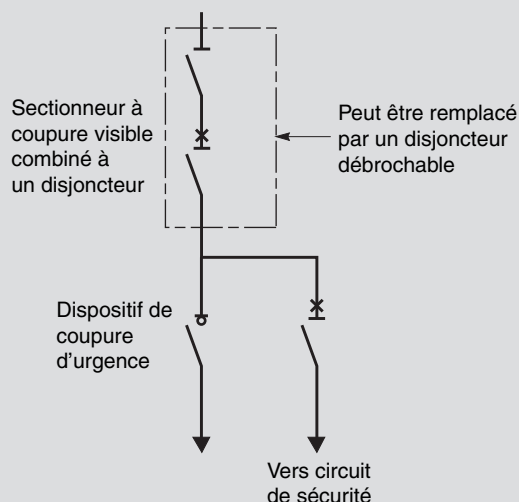 Sectionneur à
coupure visible
combiné à
un disjoncteur
Peut être remplacé
par un disjoncteur
débrochable
Dispositif de
coupure
d'urgence
Vers circuit
de sécurité